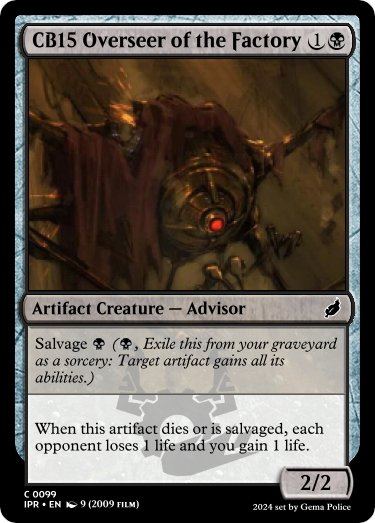 CB15 Overseer of the Factory 1
Artifact Creature — Advisor
Salvage (, Exile this from your graveyard
as a sorcery: Target artifact gains all its
abilities.)
When this artifact dies or is salvaged, each
opponent loses 1 life and you gain 1 life.
2/2
C 0099
IPR • EN 9 (2009 FILM)
2024 set by Gema Police